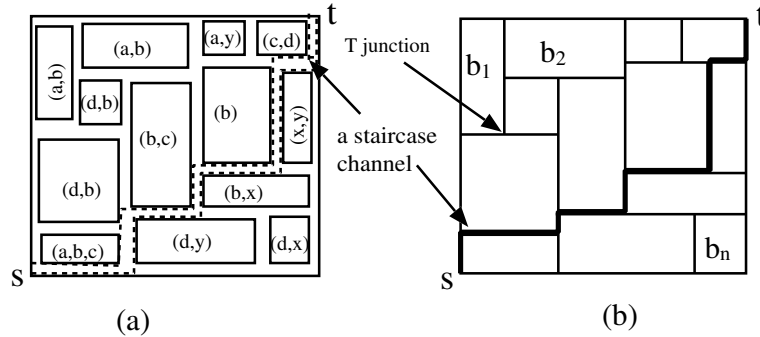 t
(a,b)
(a,b)
(a,y)
(c,d)
(d,b)
(b,c)
(b)
(x,y)
(d,b)
(b,x)
(a,b,c)
(d,y)
(d,x)
s
(a)
T junction
a staircase
channel
t
b1
b2
bn
s
(b)